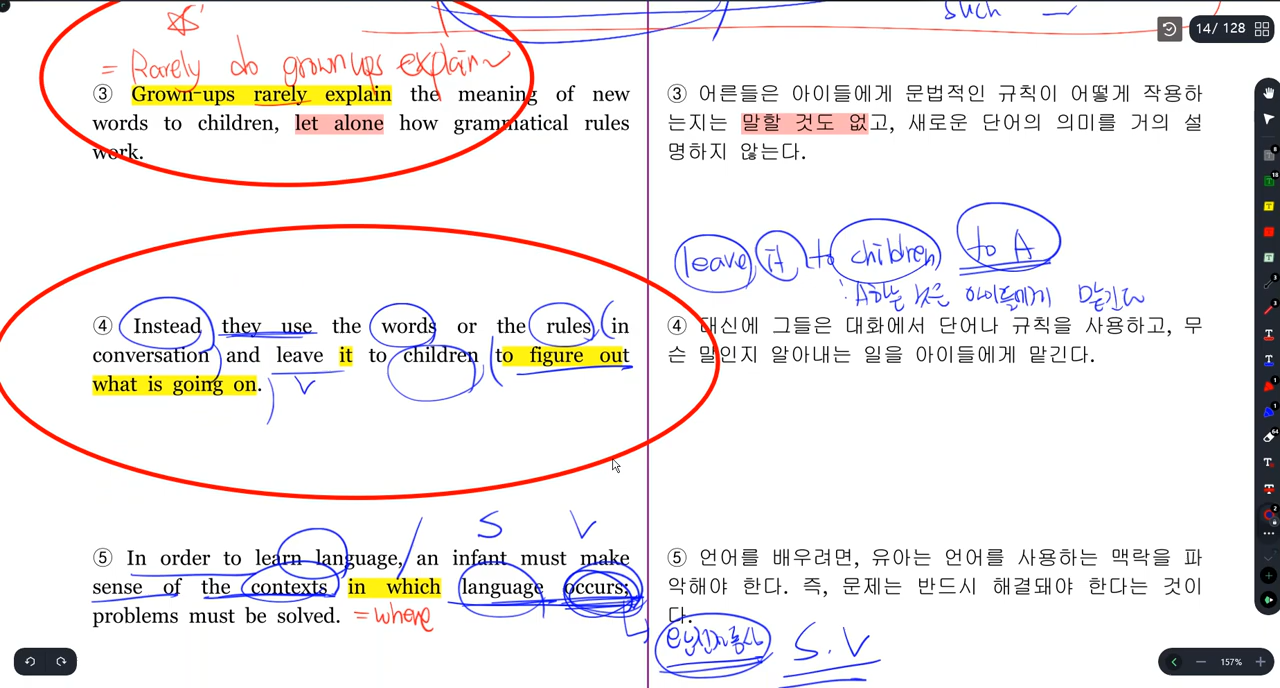 such
14 / 128
= Rarely do grownups explain~
③ Grown-ups rarely explain the meaning of new
words to children, let alone how grammatical rules
work.
③ 어른들은 아이들에게 문법적인 규칙이 어떻게 작용하
는지는 말할 것도 없고, 새로운 단어의 의미를 거의 설
명하지 않는다.
leave it (to children) to A
: A하는 것은 아이들에게 맡긴다
④ Instead they use the words or the rules in
conversation and leave it to children to figure out
what is going on.
V
④ 대신에 그들은 대화에서 단어나 규칙을 사용하고, 무
슨 말인지 알아내는 일을 아이들에게 맡긴다.
S V
⑤ In order to learn language, an infant must make
sense of the contexts in which language occurs;
problems must be solved. = where
⑤ 언어를 배우려면, 유아는 언어를 사용하는 맥락을 파
악해야 한다. 즉, 문제는 반드시 해결돼야 한다는 것이
다.
완전자동사 S.V
157%